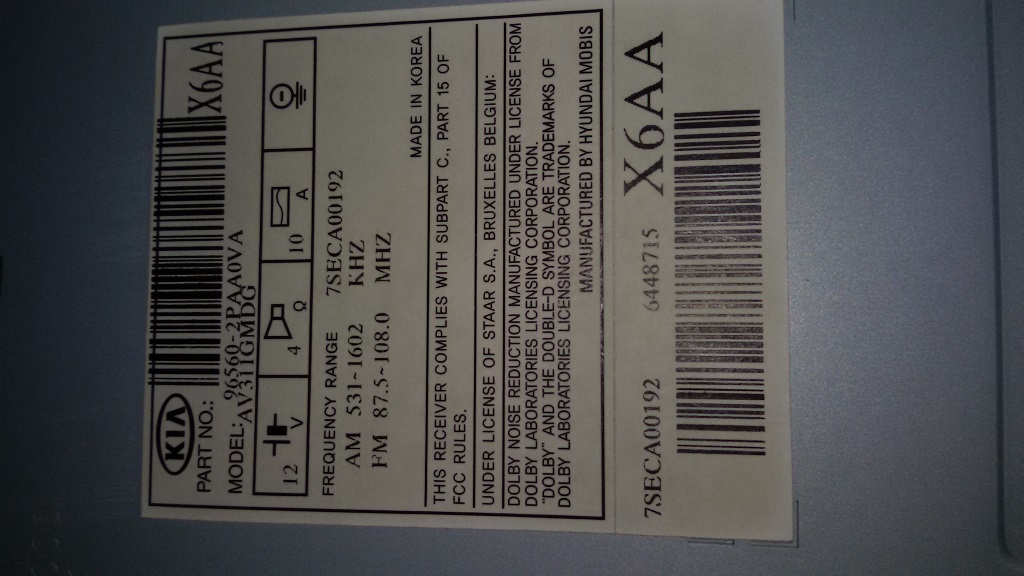 KIA X6AA
PART NO.: 96560-2PAA0VA
MODEL: AV311GMDG
12 V 4 Ω 10 A
FREQUENCY RANGE 7SECA00192
AM 531~1602 KHZ
FM 87.5~108.0 MHZ
MADE IN KOREA
THIS RECEIVER COMPLIES WITH SUBPART C., PART 15 OF
FCC RULES.
UNDER LICENSE OF STAAR S.A., BRUXELLES BELGIUM:
DOLBY NOISE REDUCTION MANUFACTURED UNDER LICENSE FROM
DOLBY LABORATORIES LICENSING CORPORATION.
"DOLBY" AND THE DOUBLE-D SYMBOL ARE TRADEMARKS OF
DOLBY LABORATORIES LICENSING CORPORATION.
MANUFACTURED BY HYUNDAI MOBIS
7SECA00192 6448715 X6AA